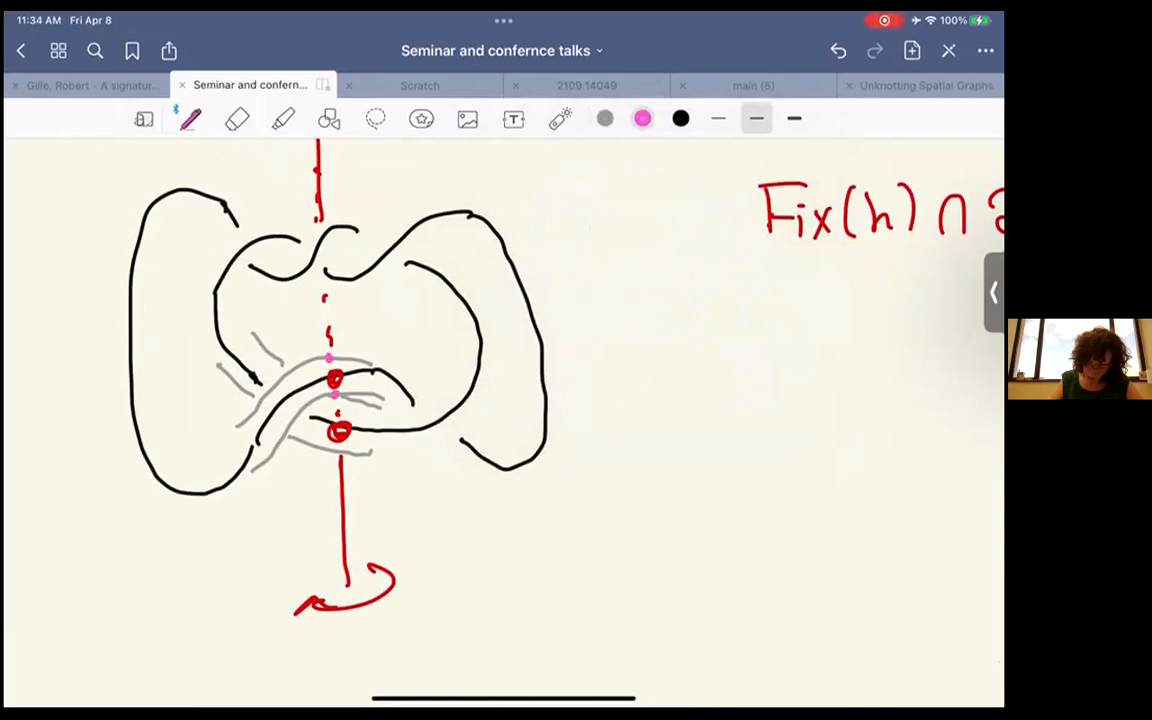 11:34 AM Fri Apr 8
100%
Seminar and confernce talks
Gille, Robert - A signatur...
Seminar and confern...
Scratch
2109.14049
main (5)
Unknotting Spatial Graphs
Fix(h) ∩